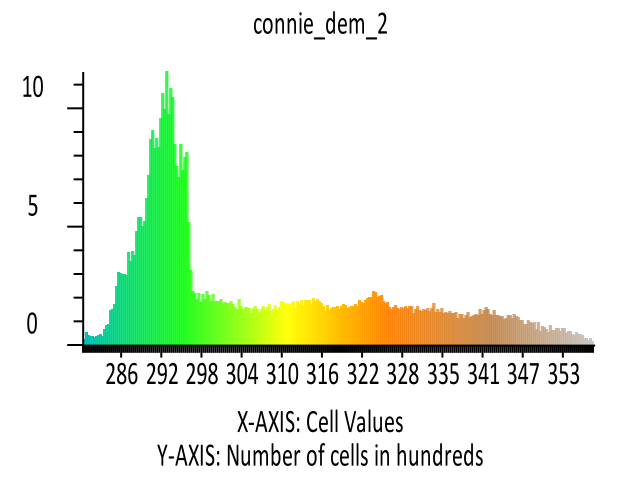 connie_dem_2
10
5
0
286 292 298 304 310 316 322 328 335 341 347 353
X-AXIS: Cell Values
Y-AXIS: Number of cells in hundreds